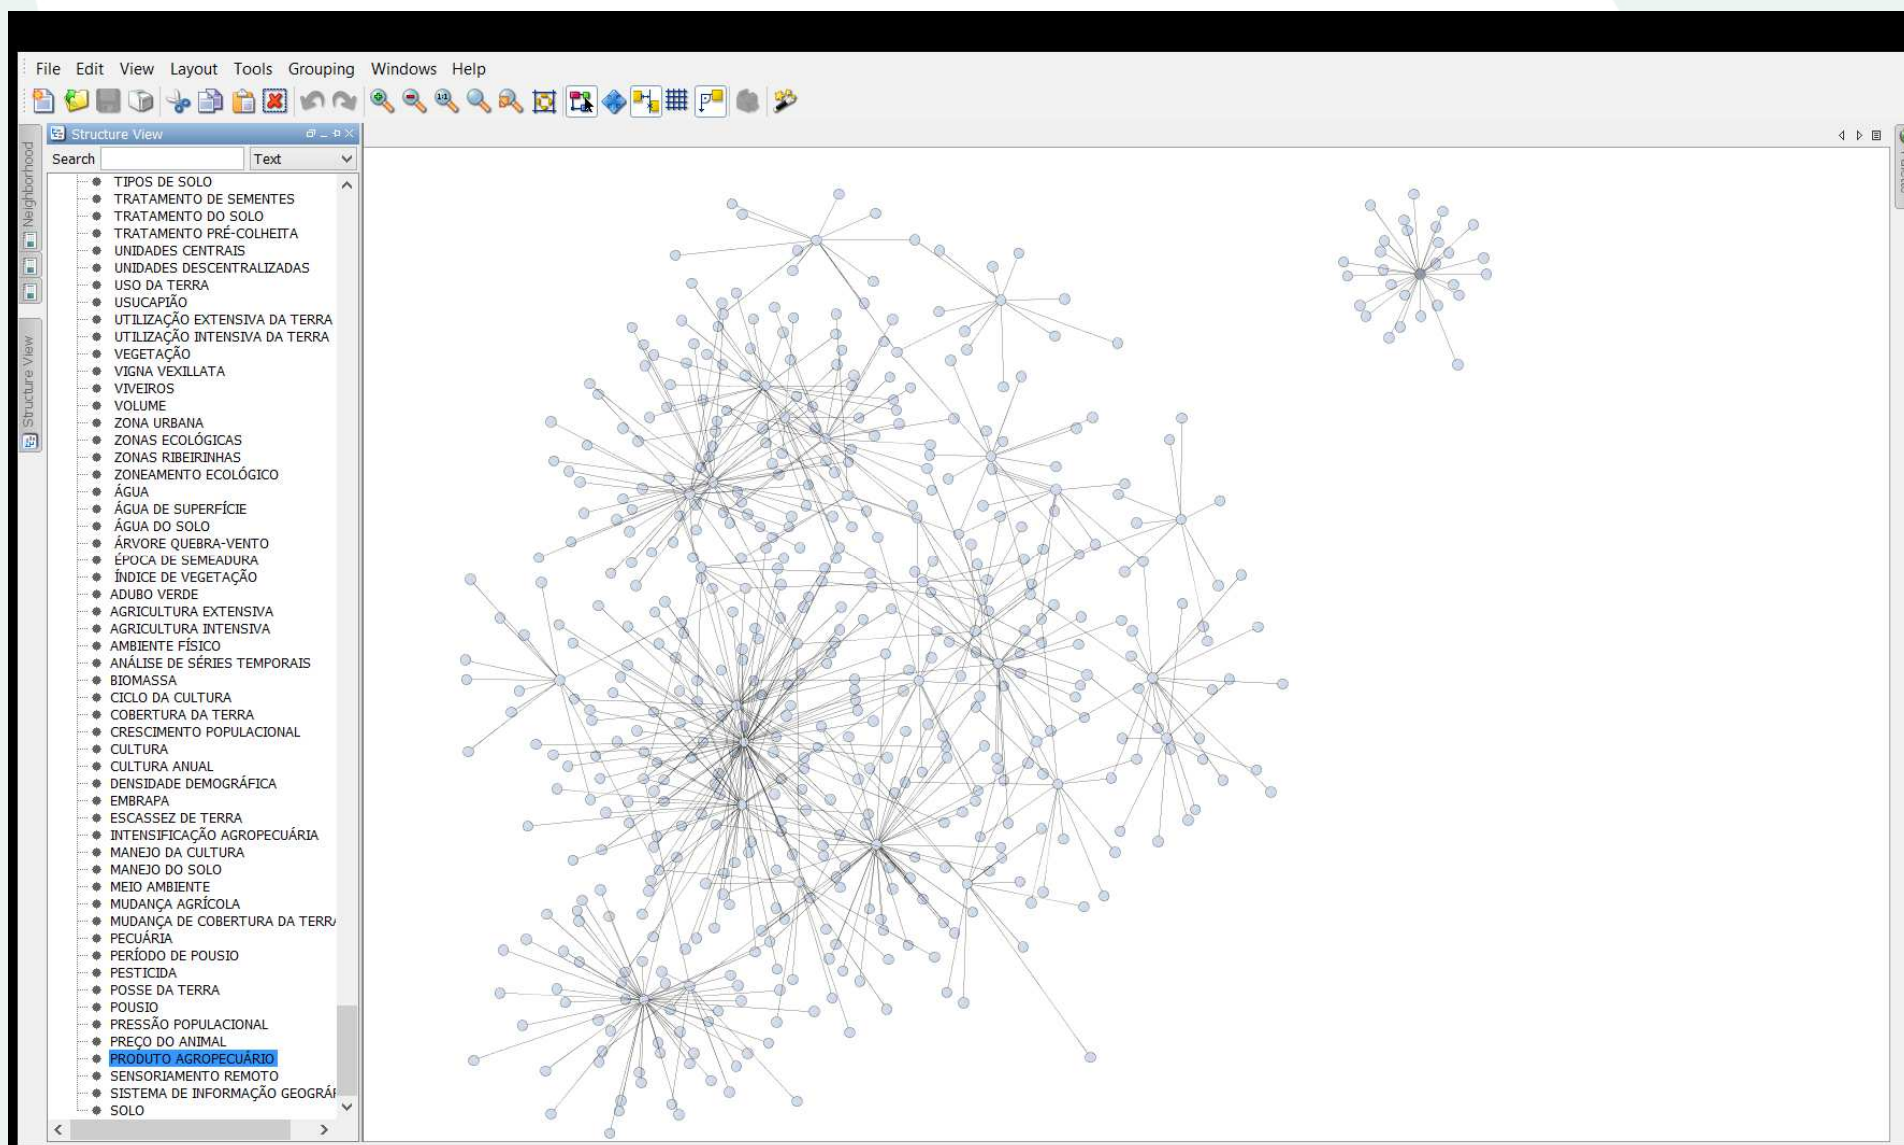 File Edit View Layout Tools Grouping Windows Help
Structure View
Search Text
Neighborhood
Structure View
TIPOS DE SOLO
TRATAMENTO DE SEMENTES
TRATAMENTO DO SOLO
TRATAMENTO PRÉ-COLHEITA
UNIDADES CENTRAIS
UNIDADES DESCENTRALIZADAS
USO DA TERRA
USUCAPIÃO
UTILIZAÇÃO EXTENSIVA DA TERRA
UTILIZAÇÃO INTENSIVA DA TERRA
VEGETAÇÃO
VIGNA VEXILLATA
VIVEIROS
VOLUME
ZONA URBANA
ZONAS ECOLÓGICAS
ZONAS RIBEIRINHAS
ZONEAMENTO ECOLÓGICO
ÁGUA
ÁGUA DE SUPERFÍCIE
ÁGUA DO SOLO
ÁRVORE QUEBRA-VENTO
ÉPOCA DE SEMEADURA
ÍNDICE DE VEGETAÇÃO
ADUBO VERDE
AGRICULTURA EXTENSIVA
AGRICULTURA INTENSIVA
AMBIENTE FÍSICO
ANÁLISE DE SÉRIES TEMPORAIS
BIOMASSA
CICLO DA CULTURA
COBERTURA DA TERRA
CRESCIMENTO POPULACIONAL
CULTURA
CULTURA ANUAL
DENSIDADE DEMOGRÁFICA
EMBRAPA
ESCASSEZ DE TERRA
INTENSIFICAÇÃO AGROPECUÁRIA
MANEJO DA CULTURA
MANEJO DO SOLO
MEIO AMBIENTE
MUDANÇA AGRÍCOLA
MUDANÇA DE COBERTURA DA TERRA
PECUÁRIA
PERÍODO DE POUSIO
PESTICIDA
POSSE DA TERRA
POUSIO
PRESSÃO POPULACIONAL
PREÇO DO ANIMAL
PRODUTO AGROPECUÁRIO
SENSORIAMENTO REMOTO
SISTEMA DE INFORMAÇÃO GEOGRÁF
SOLO